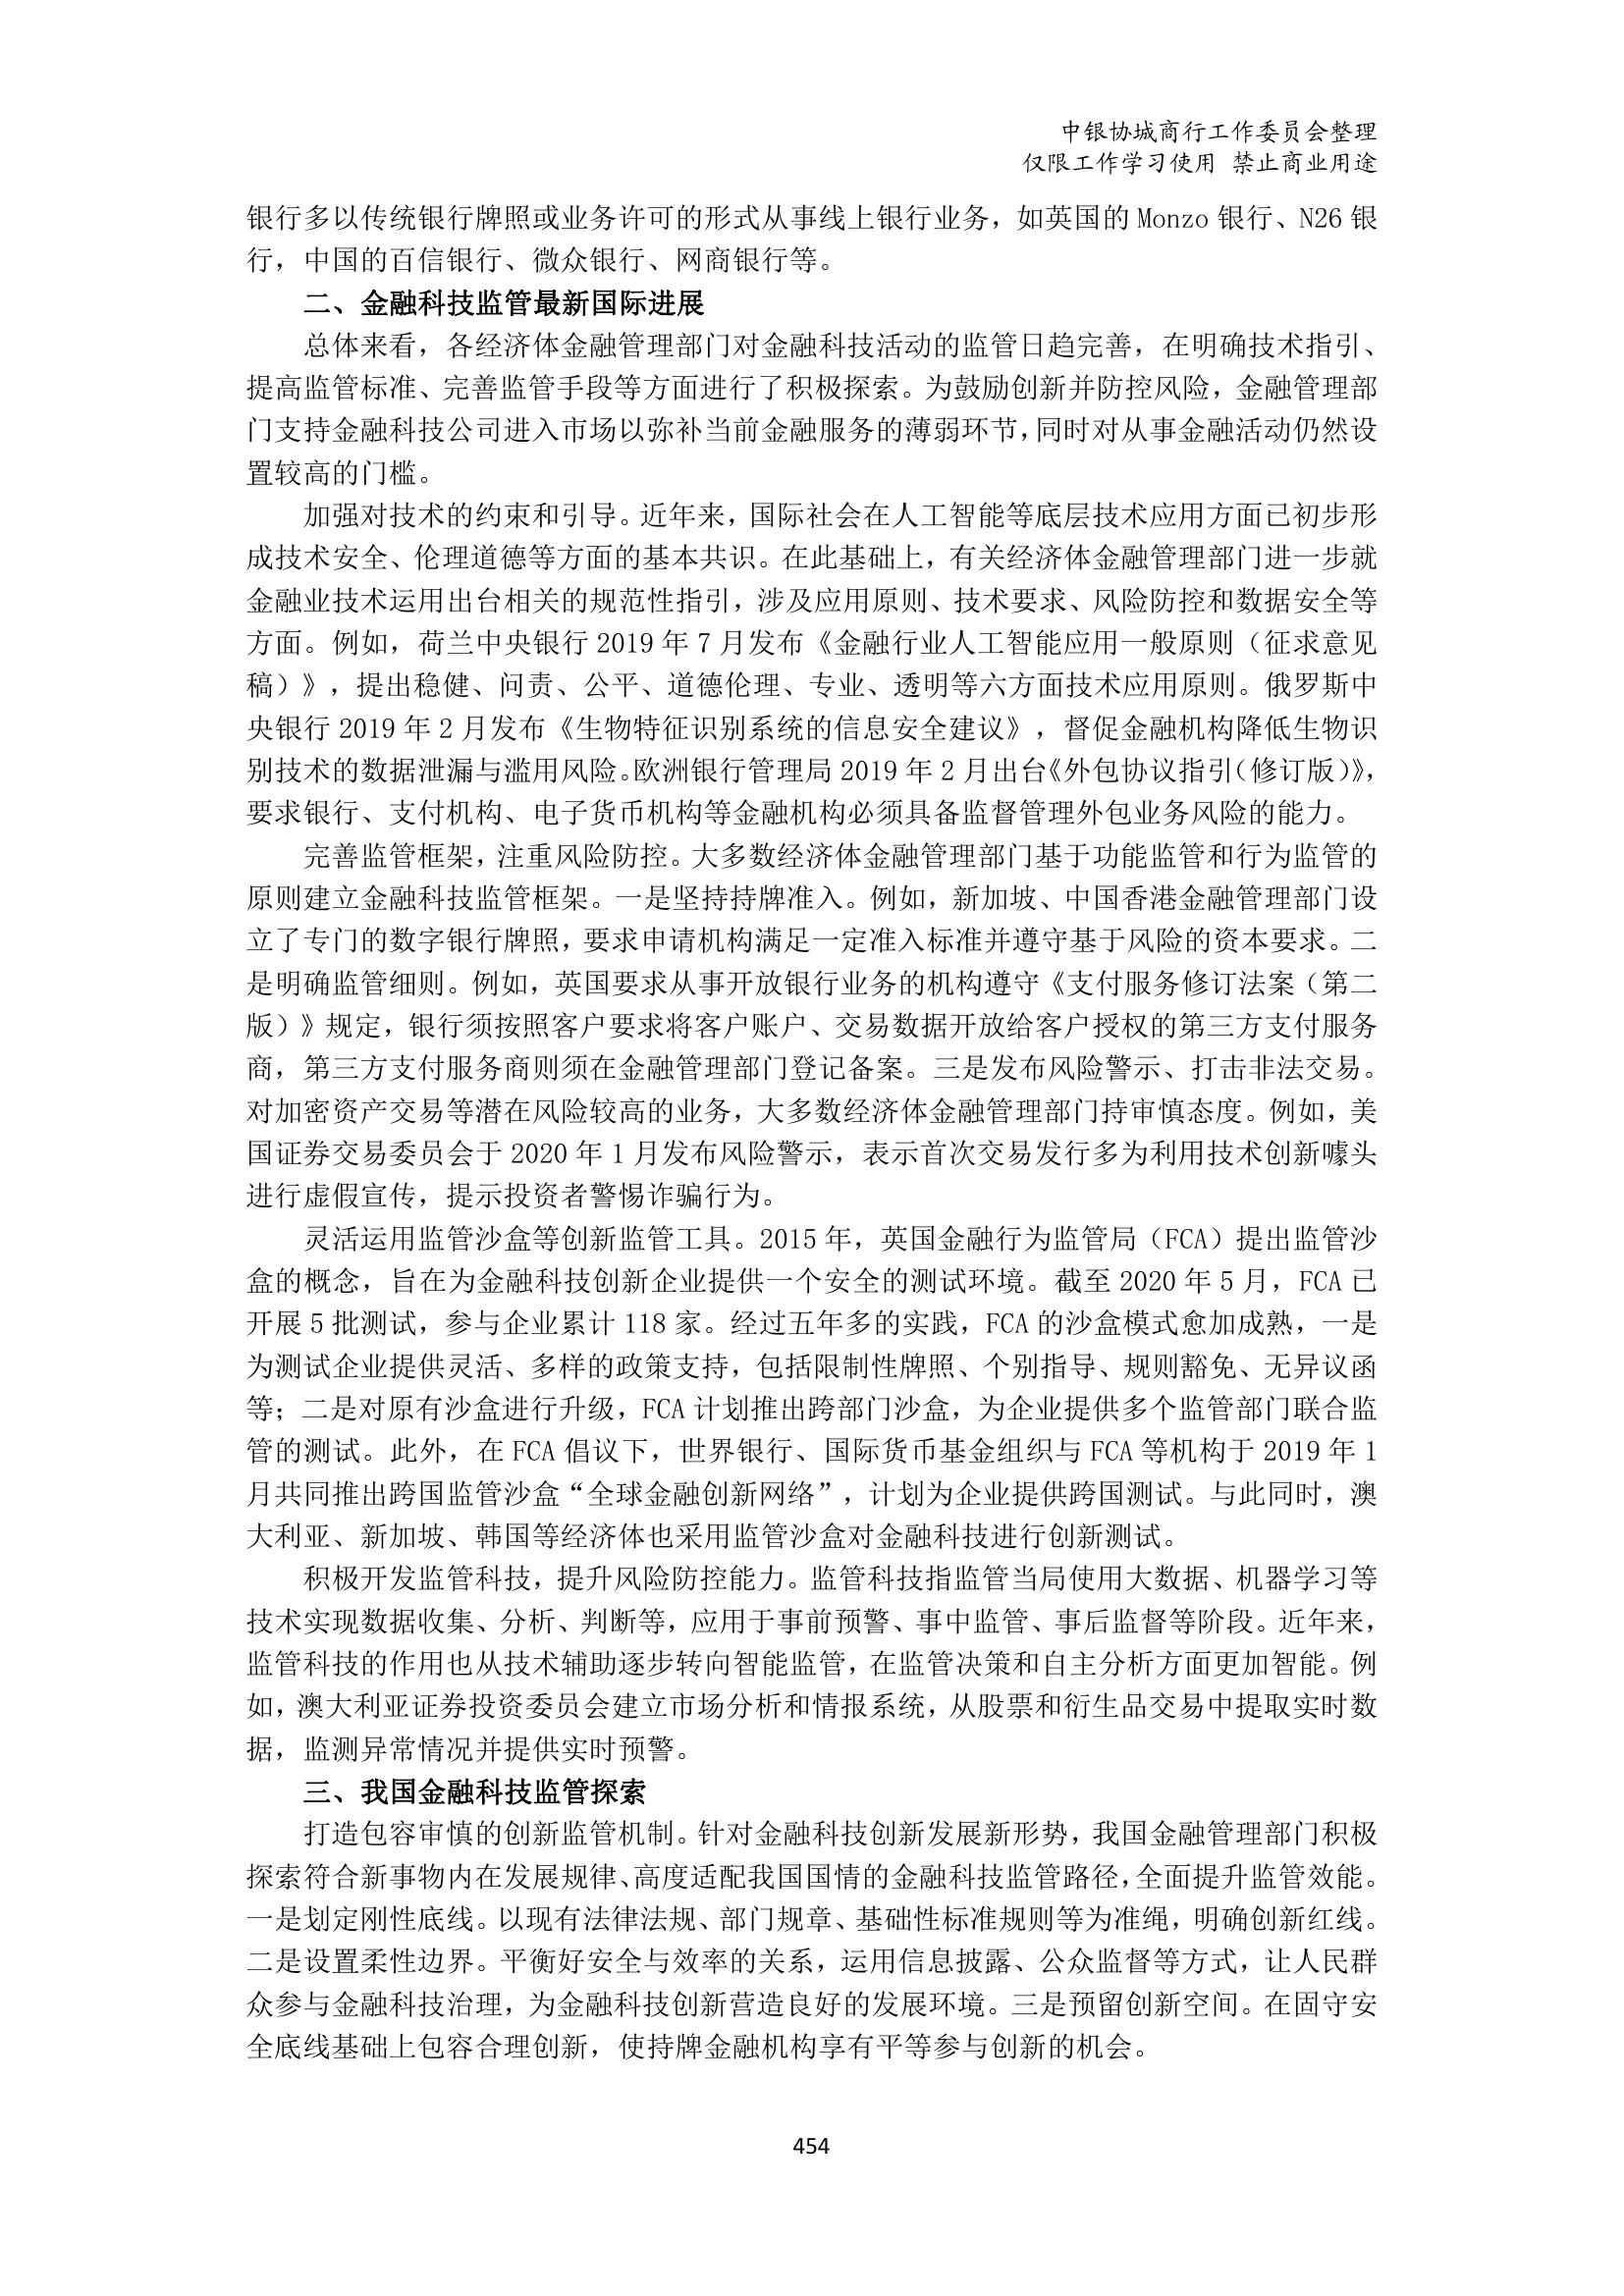 中银协城商行工作委员会整理
仅限工作学习使用 禁止商业用途
银行多以传统银行牌照或业务许可的形式从事线上银行业务，如英国的 Monzo 银行、N26 银
行，中国的百信银行、微众银行、网商银行等。
二、金融科技监管最新国际进展
总体来看，各经济体金融管理部门对金融科技活动的监管日趋完善，在明确技术指引、
提高监管标准、完善监管手段等方面进行了积极探索。为鼓励创新并防控风险，金融管理部
门支持金融科技公司进入市场以弥补当前金融服务的薄弱环节，同时对从事金融活动仍然设
置较高的门槛。
加强对技术的约束和引导。近年来，国际社会在人工智能等底层技术应用方面已初步形
成技术安全、伦理道德等方面的基本共识。在此基础上，有关经济体金融管理部门进一步就
金融业技术运用出台相关的规范性指引，涉及应用原则、技术要求、风险防控和数据安全等
方面。例如，荷兰中央银行 2019 年 7 月发布《金融行业人工智能应用一般原则（征求意见
稿）》，提出稳健、问责、公平、道德伦理、专业、透明等六方面技术应用原则。俄罗斯中
央银行 2019 年 2 月发布《生物特征识别系统的信息安全建议》，督促金融机构降低生物识
别技术的数据泄漏与滥用风险。欧洲银行管理局 2019 年 2 月出台《外包协议指引（修订版）》，
要求银行、支付机构、电子货币机构等金融机构必须具备监督管理外包业务风险的能力。
完善监管框架，注重风险防控。大多数经济体金融管理部门基于功能监管和行为监管的
原则建立金融科技监管框架。一是坚持持牌准入。例如，新加坡、中国香港金融管理部门设
立了专门的数字银行牌照，要求申请机构满足一定准入标准并遵守基于风险的资本要求。二
是明确监管细则。例如，英国要求从事开放银行业务的机构遵守《支付服务修订法案（第二
版）》规定，银行须按照客户要求将客户账户、交易数据开放给客户授权的第三方支付服务
商，第三方支付服务商则须在金融管理部门登记备案。三是发布风险警示、打击非法交易。
对加密资产交易等潜在风险较高的业务，大多数经济体金融管理部门持审慎态度。例如，美
国证券交易委员会于 2020 年 1 月发布风险警示，表示首次交易发行多为利用技术创新噱头
进行虚假宣传，提示投资者警惕诈骗行为。
灵活运用监管沙盒等创新监管工具。2015 年，英国金融行为监管局（FCA）提出监管沙
盒的概念，旨在为金融科技创新企业提供一个安全的测试环境。截至 2020 年 5 月，FCA 已
开展 5 批测试，参与企业累计 118 家。经过五年多的实践，FCA 的沙盒模式愈加成熟，一是
为测试企业提供灵活、多样的政策支持，包括限制性牌照、个别指导、规则豁免、无异议函
等；二是对原有沙盒进行升级，FCA 计划推出跨部门沙盒，为企业提供多个监管部门联合监
管的测试。此外，在 FCA 倡议下，世界银行、国际货币基金组织与 FCA 等机构于 2019 年 1
月共同推出跨国监管沙盒“全球金融创新网络”，计划为企业提供跨国测试。与此同时，澳
大利亚、新加坡、韩国等经济体也采用监管沙盒对金融科技进行创新测试。
积极开发监管科技，提升风险防控能力。监管科技指监管当局使用大数据、机器学习等
技术实现数据收集、分析、判断等，应用于事前预警、事中监管、事后监督等阶段。近年来，
监管科技的作用也从技术辅助逐步转向智能监管，在监管决策和自主分析方面更加智能。例
如，澳大利亚证券投资委员会建立市场分析和情报系统，从股票和衍生品交易中提取实时数
据，监测异常情况并提供实时预警。
三、我国金融科技监管探索
打造包容审慎的创新监管机制。针对金融科技创新发展新形势，我国金融管理部门积极
探索符合新事物内在发展规律、高度适配我国国情的金融科技监管路径，全面提升监管效能。
一是划定刚性底线。以现有法律法规、部门规章、基础性标准规则等为准绳，明确创新红线。
二是设置柔性边界。平衡好安全与效率的关系，运用信息披露、公众监督等方式，让人民群
众参与金融科技治理，为金融科技创新营造良好的发展环境。三是预留创新空间。在固守安
全底线基础上包容合理创新，使持牌金融机构享有平等参与创新的机会。
454